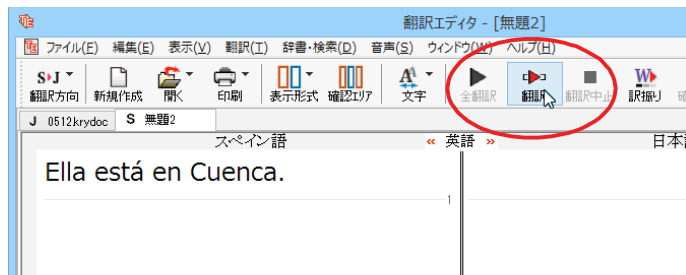 翻訳エディタ - [無題2]
ファイル(F) 編集(E) 表示(V) 翻訳(T) 辞書・検索(D) 音声(S) ウィンドウ(W) ヘルプ(H)
S▸J
翻訳方向 新規作成 開く 印刷 表示形式 確認エリア 文字 全翻訳 翻訳 翻訳中止 訳振り
J 0512.krydoc S 無題2
スペイン語 « 英語 » 日本
Ella está en Cuenca.
1